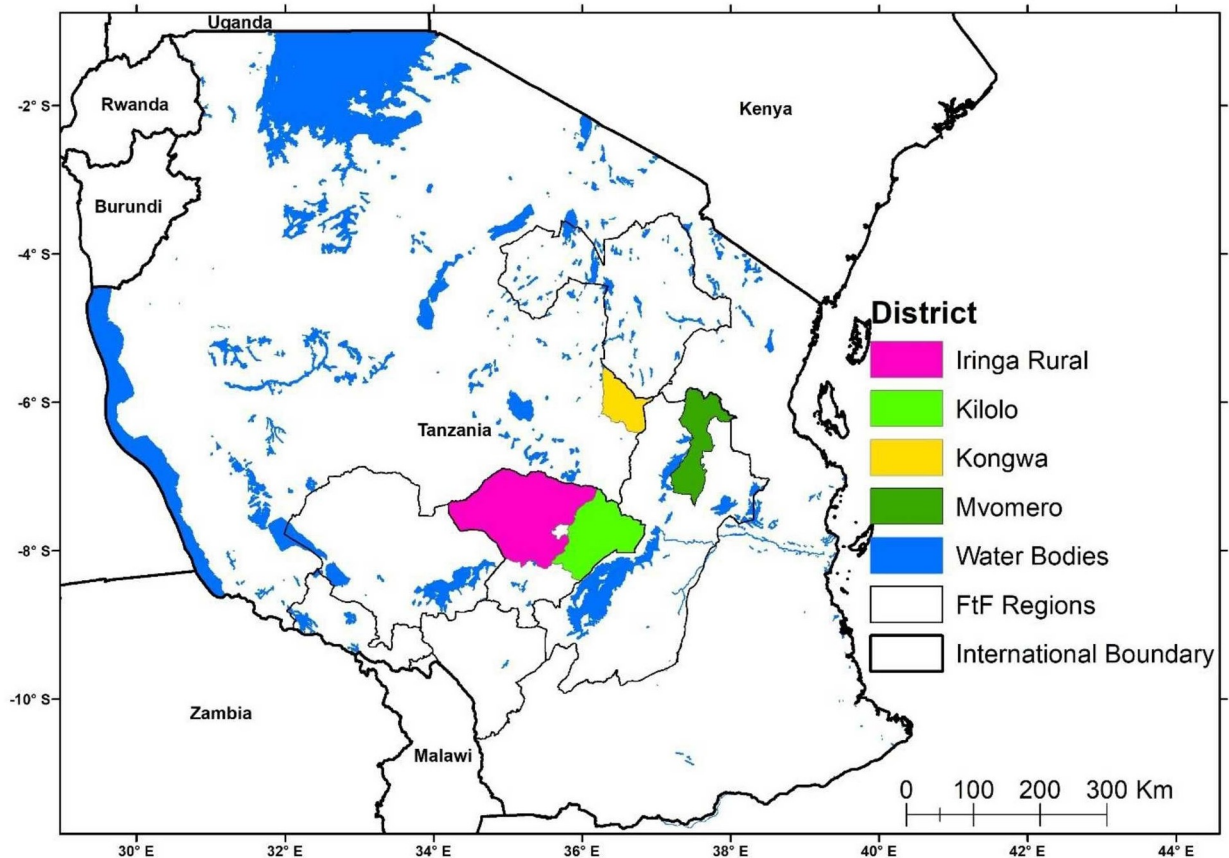 Uganda
Rwanda
Kenya
Burundi
Tanzania
Zambia
Malawi
-2° S
-4° S
-6° S
-8° S
-10° S
District
Iringa Rural
Kilolo
Kongwa
Mvomero
Water Bodies
FtF Regions
International Boundary
0 100 200 300 Km
30° E 32° E 34° E 36° E 38° E 40° E 42° E 44° E